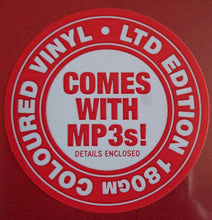 COLOURED VINYL • LTD EDITION 180GM
COMES
WITH
MP3s!
DETAILS ENCLOSED